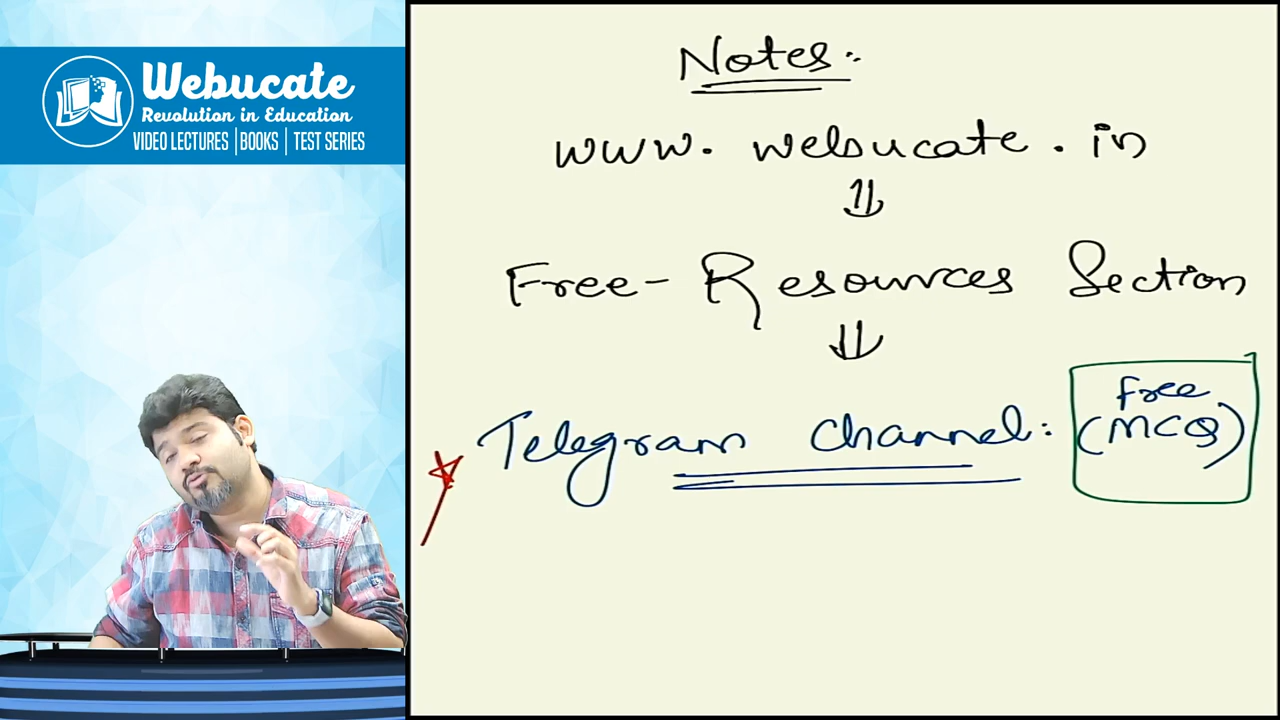 Webucate
Revolution in Education
VIDEO LECTURES | BOOKS | TEST SERIES
Notes:
www. webucate . in
⇓
Free-Resources Section
⇓
Telegram Channel:
Free
(MCQ)